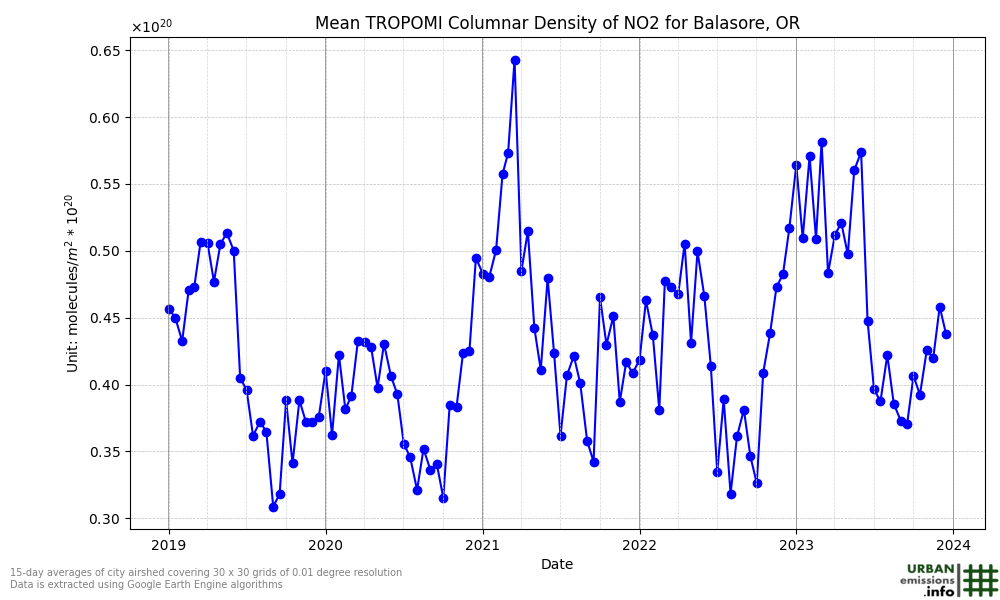 Mean TROPOMI Columnar Density of NO2 for Balasore, OR
×10²⁰
0.65
0.60
0.55
0.50
0.45
0.40
0.35
0.30
Unit: molecules/m² * 10²⁰
2019 2020 2021 2022 2023 2024
Date
15-day averages of city airshed covering 30 x 30 grids of 0.01 degree resolution
Data is extracted using Google Earth Engine algorithms
URBAN
emissions
.info